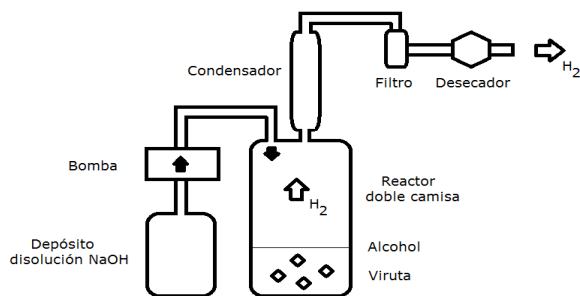 Condensador
Filtro
Desecador
H2
Bomba
Reactor
doble camisa
H2
Depósito
disolución NaOH
Alcohol
Viruta